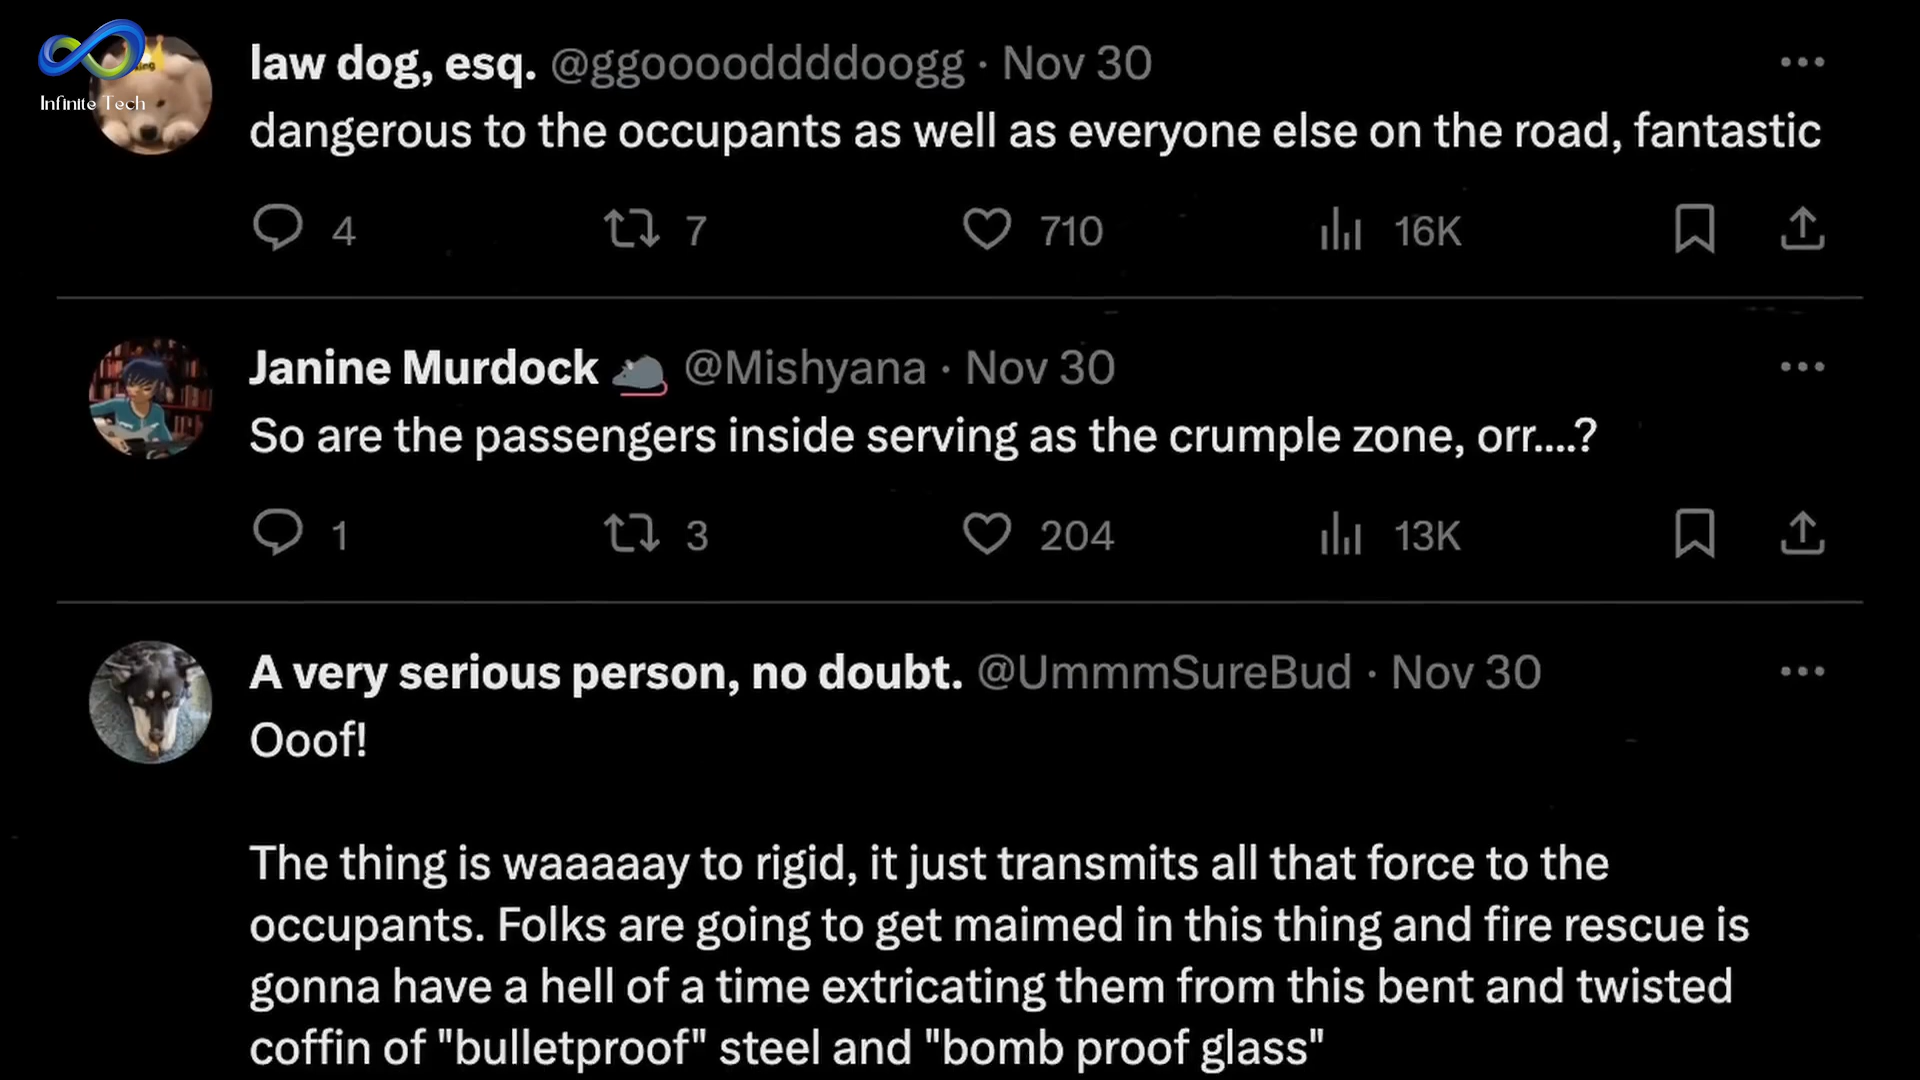 Infinite Tech
law dog, esq. @ggooooddddoogg · Nov 30
dangerous to the occupants as well as everyone else on the road, fantastic
4 7 710 16K
Janine Murdock 🐀 @Mishyana · Nov 30
So are the passengers inside serving as the crumple zone, orr....?
1 3 204 13K
A very serious person, no doubt. @UmmmSureBud · Nov 30
Ooof!
The thing is waaaaay to rigid, it just transmits all that force to the
occupants. Folks are going to get maimed in this thing and fire rescue is
gonna have a hell of a time extricating them from this bent and twisted
coffin of "bulletproof" steel and "bomb proof glass"